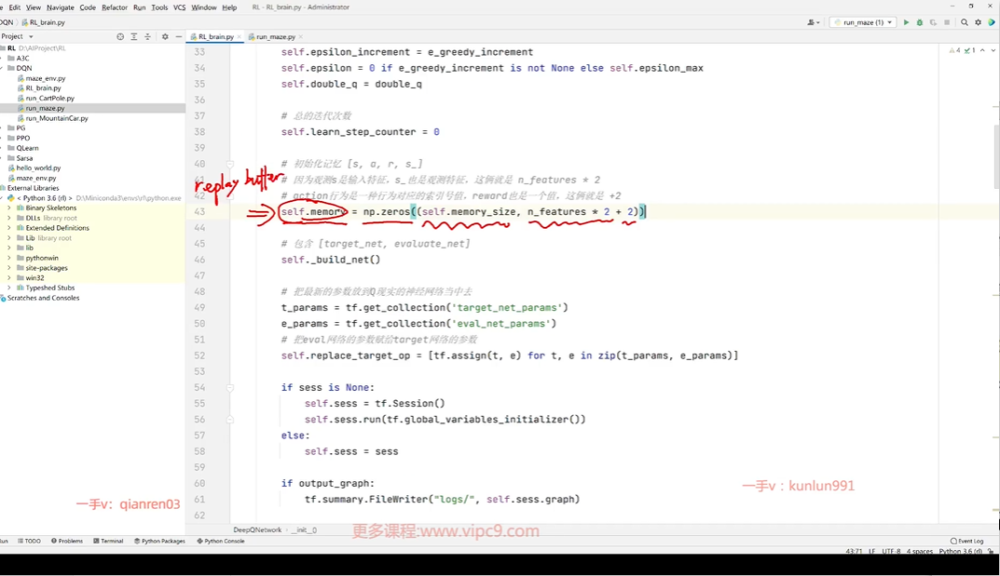 e Edit View Navigate Code Refactor Run Tools VCS Window Help RL - RL_brain.py - Administrator
DQN RL_brain.py run_maze (1)
Project RL_brain.py run_maze.py
RL D:\AIProject\RL
A3C
DQN
maze_env.py
RL_brain.py
run_CartPole.py
run_maze.py
run_MountainCar.py
PG
PPO
QLearn
Sarsa
hello_world.py
maze_env.py
External Libraries
< Python 3.6 (rl) > D:\Miniconda3\envs\rl\python.exe
Binary Skeletons
DLLs library root
Extended Definitions
Lib library root
lib
pythonwin
site-packages
win32
Typeshed Stubs
Scratches and Consoles
4 1
33 self.epsilon_increment = e_greedy_increment
34 self.epsilon = 0 if e_greedy_increment is not None else self.epsilon_max
35 self.double_q = double_q
36
37 # 总的迭代次数
38 self.learn_step_counter = 0
39
40 # 初始化记忆 [s, a, r, s_]
41 # 因为观测s是输入特征、s_也是观测特征、这俩就是 n_features * 2
replay buffer
42 # action行为是一种行为对应的索引号值、reward也是一个值、这俩就是 +2
43 self.memory = np.zeros((self.memory_size, n_features * 2 + 2))
44
45 # 包含 [target_net, evaluate_net]
46 self._build_net()
47
48 # 把最新的参数放到Q现实的神经网络当中去
49 t_params = tf.get_collection('target_net_params')
50 e_params = tf.get_collection('eval_net_params')
51 # 把eval网络的参数赋给target网络的参数
52 self.replace_target_op = [tf.assign(t, e) for t, e in zip(t_params, e_params)]
53
54 if sess is None:
55 self.sess = tf.Session()
56 self.sess.run(tf.global_variables_initializer())
57 else:
58 self.sess = sess
59
60 if output_graph:
61 tf.summary.FileWriter("logs/", self.sess.graph)
62
一手v：qianren03
一手v：kunlun991
更多课程:www.vipc9.com
DeepQNetwork › __init__()
Run TODO Problems Terminal Python Packages Python Console Event Log
43:71 LF UTF-8 4 spaces Python 3.6 (rl)